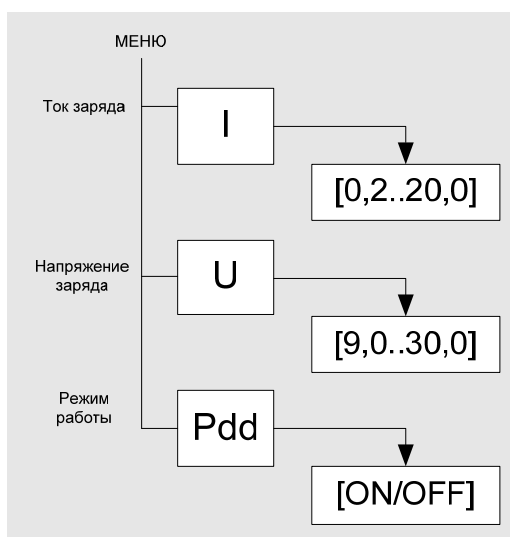 МЕНЮ
Ток заряда
I
[0,2..20,0]
Напряжение
заряда
U
[9,0..30,0]
Режим
работы
Pdd
[ON/OFF]